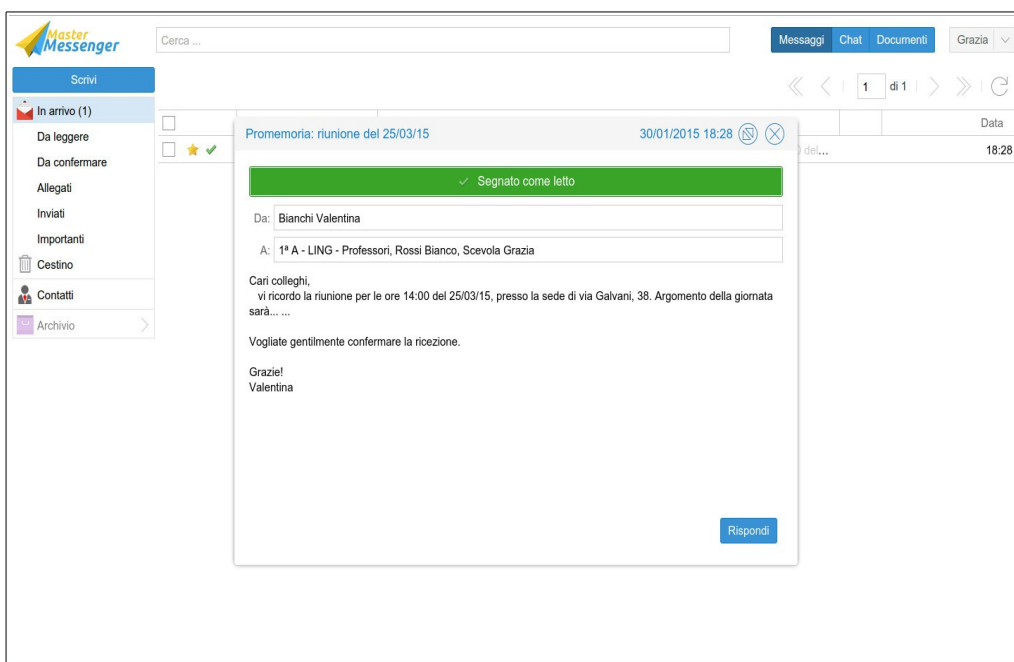 Master
Messenger
Cerca ...
Messaggi Chat Documenti
Grazia
Scrivi
1 di 1
In arrivo (1)
Da leggere
Da confermare
Allegati
Inviati
Importanti
Cestino
Contatti
Archivio
Data
del... 18:28
Promemoria: riunione del 25/03/15 30/01/2015 18:28
Segnato come letto
Da: Bianchi Valentina
A: 1ª A - LING - Professori, Rossi Bianco, Scevola Grazia
Cari colleghi,
vi ricordo la riunione per le ore 14:00 del 25/03/15, presso la sede di via Galvani, 38. Argomento della giornata
sarà... ...
Vogliate gentilmente confermare la ricezione.
Grazie!
Valentina
Rispondi